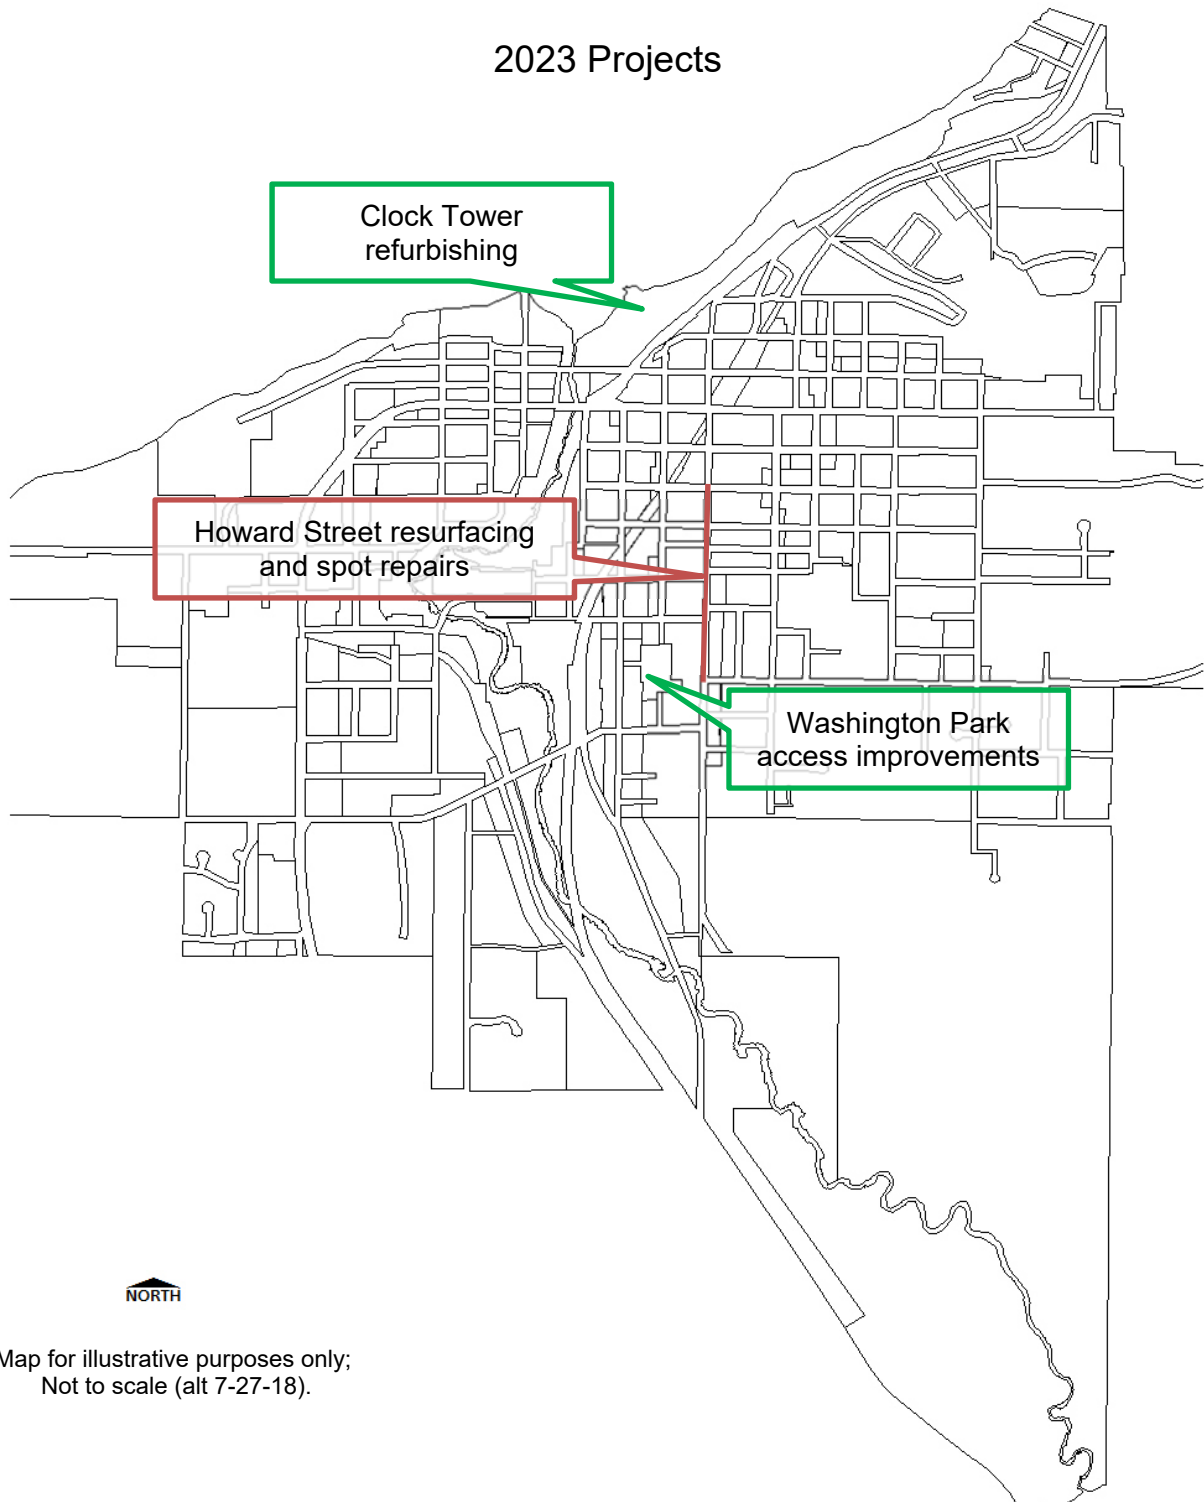 2023 Projects
Clock Tower
refurbishing
Howard Street resurfacing
and spot repairs
Washington Park
access improvements
NORTH
Map for illustrative purposes only;
Not to scale (alt 7-27-18).